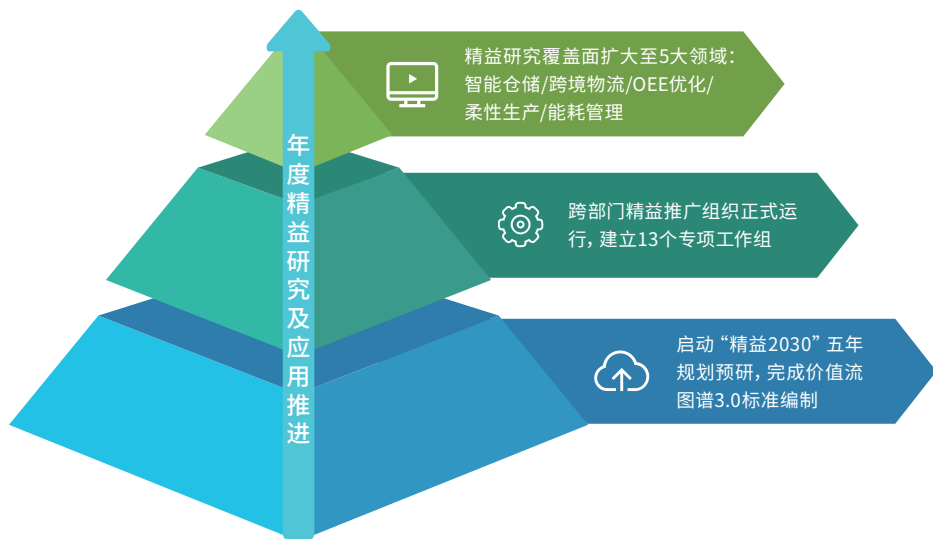 精益研究覆盖面扩大至5大领域：
智能仓储/跨境物流/OEE优化/
柔性生产/能耗管理
年度精益研究及应用推进
跨部门精益推广组织正式运
行，建立13个专项工作组
启动“精益2030”五年
规划预研，完成价值流
图谱3.0标准编制